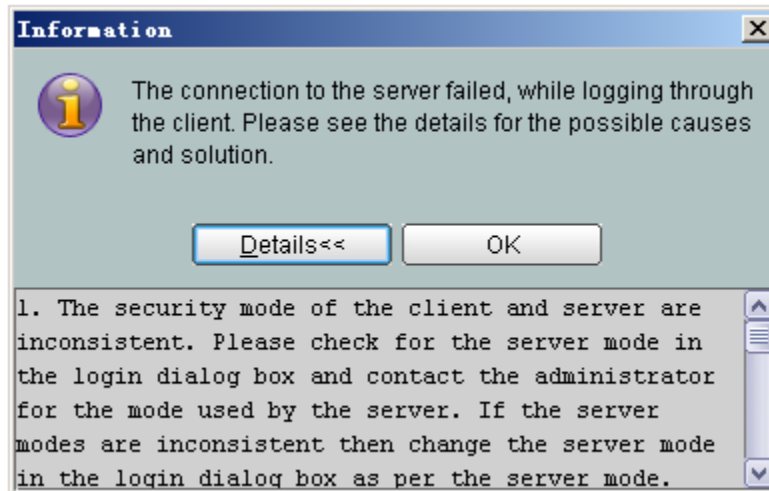 Information
The connection to the server failed, while logging through
the client. Please see the details for the possible causes
and solution.
Details<<
OK
1. The security mode of the client and server are
inconsistent. Please check for the server mode in
the login dialog box and contact the administrator
for the mode used by the server. If the server
modes are inconsistent then change the server mode
in the login dialog box as per the server mode.